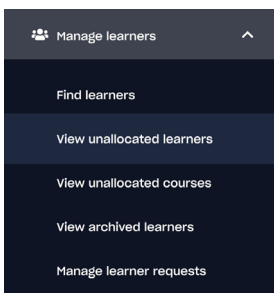 Manage learners
Find learners
View unallocated learners
View unallocated courses
View archived learners
Manage learner requests